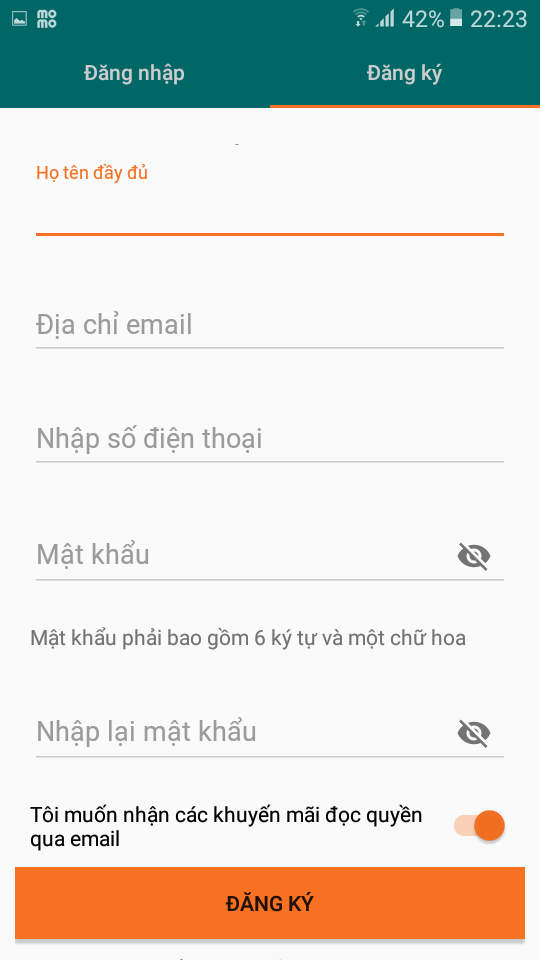 momo 42% 22:23
Đăng nhập Đăng ký
Họ tên đầy đủ
Địa chỉ email
Nhập số điện thoại
Mật khẩu
Mật khẩu phải bao gồm 6 ký tự và một chữ hoa
Nhập lại mật khẩu
Tôi muốn nhận các khuyến mãi đọc quyền
qua email
ĐĂNG KÝ